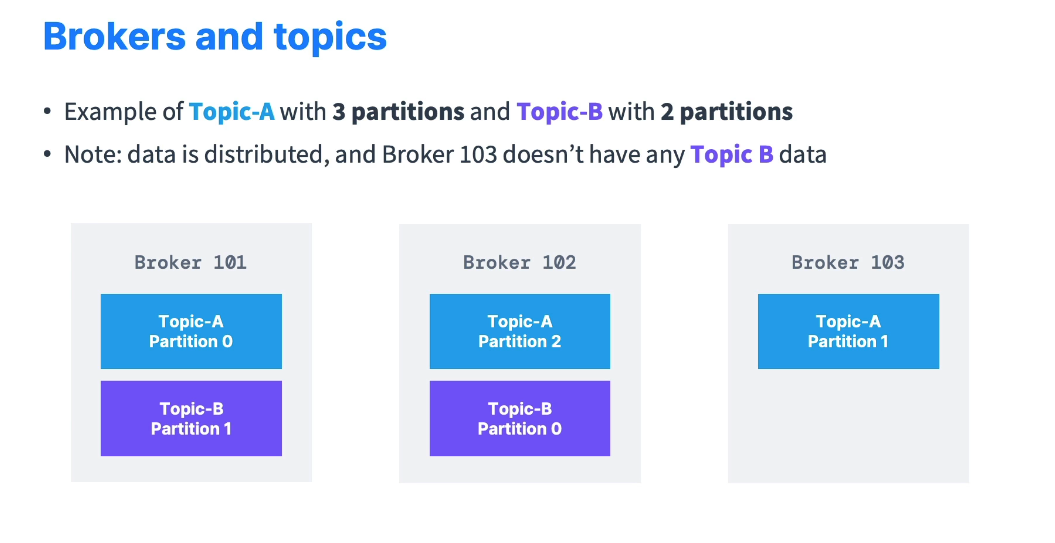 Brokers and topics
• Example of Topic-A with 3 partitions and Topic-B with 2 partitions
• Note: data is distributed, and Broker 103 doesn’t have any Topic B data
Broker 101
Topic-A
Partition 0
Topic-B
Partition 1
Broker 102
Topic-A
Partition 2
Topic-B
Partition 0
Broker 103
Topic-A
Partition 1